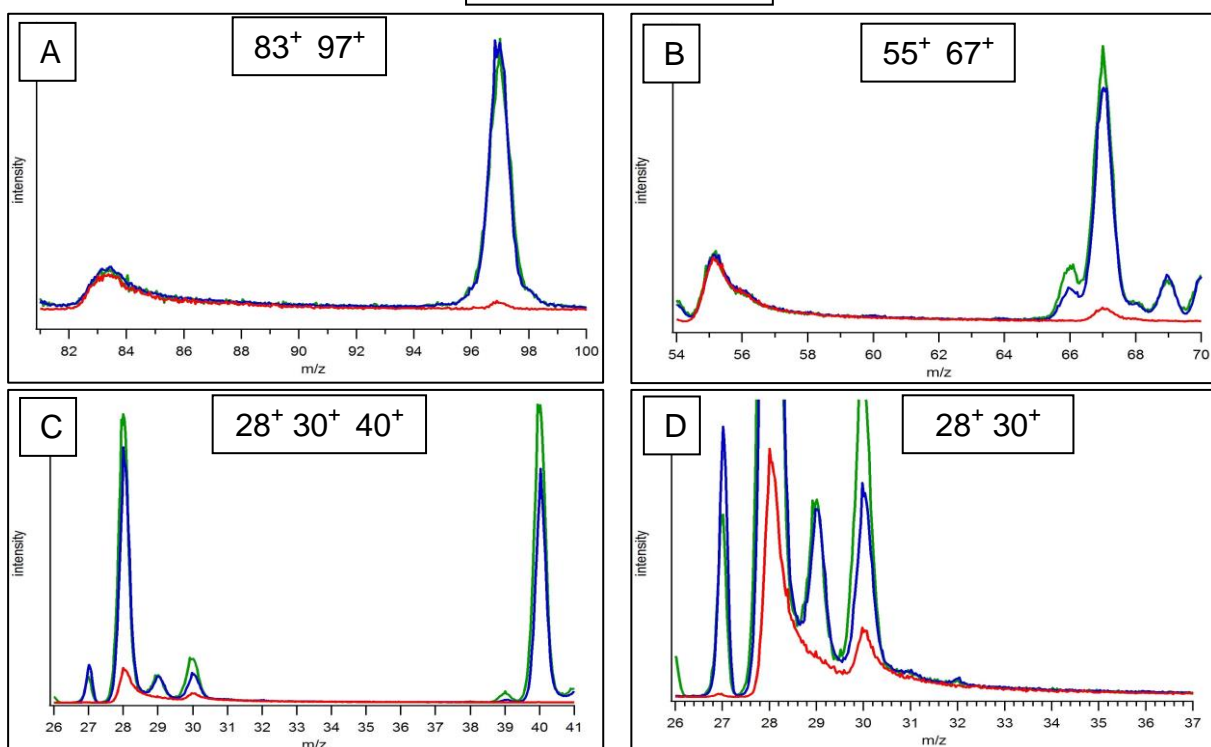 A
83⁺ 97⁺
intensity
82 84 86 88 90 92 94 96 98 100
m/z
B
55⁺ 67⁺
intensity
54 56 58 60 62 64 66 68 70
m/z
C
28⁺ 30⁺ 40⁺
intensity
26 27 28 29 30 31 32 33 34 35 36 37 38 39 40 41
m/z
D
28⁺ 30⁺
intensity
26 27 28 29 30 31 32 33 34 35 36 37
m/z